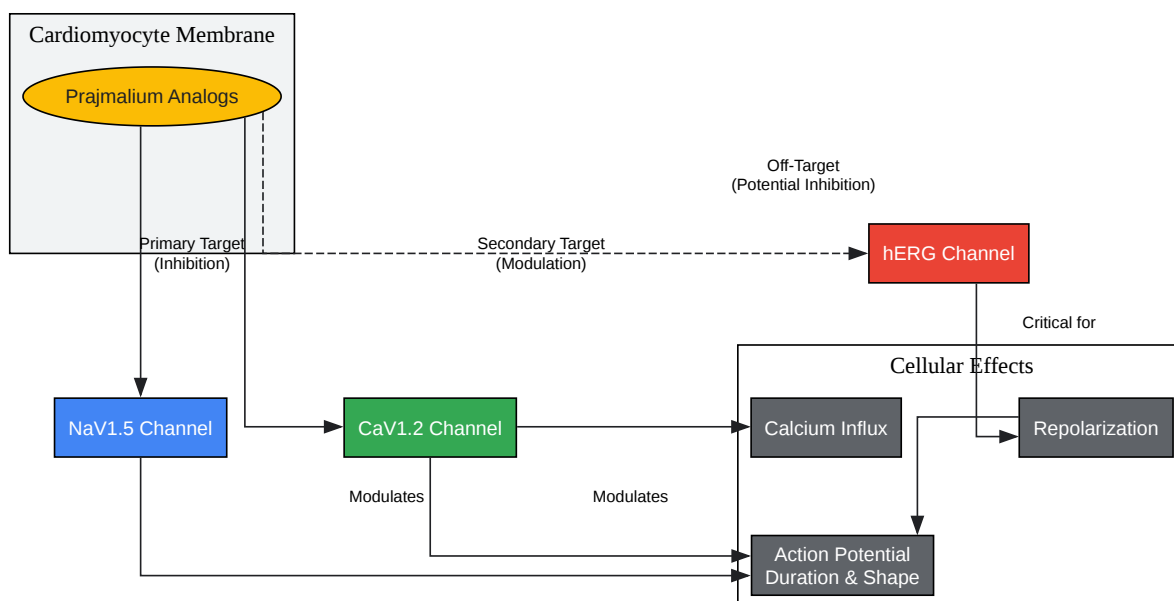 Cardiomyocyte Membrane
Prajmalium Analogs
Off-Target
(Potential Inhibition)
Primary Target
(Inhibition)
Secondary Target
(Modulation)
hERG Channel
Critical for
Cellular Effects
NaV1.5 Channel
CaV1.2 Channel
Calcium Influx
Repolarization
Modulates
Modulates
Action Potential
Duration & Shape